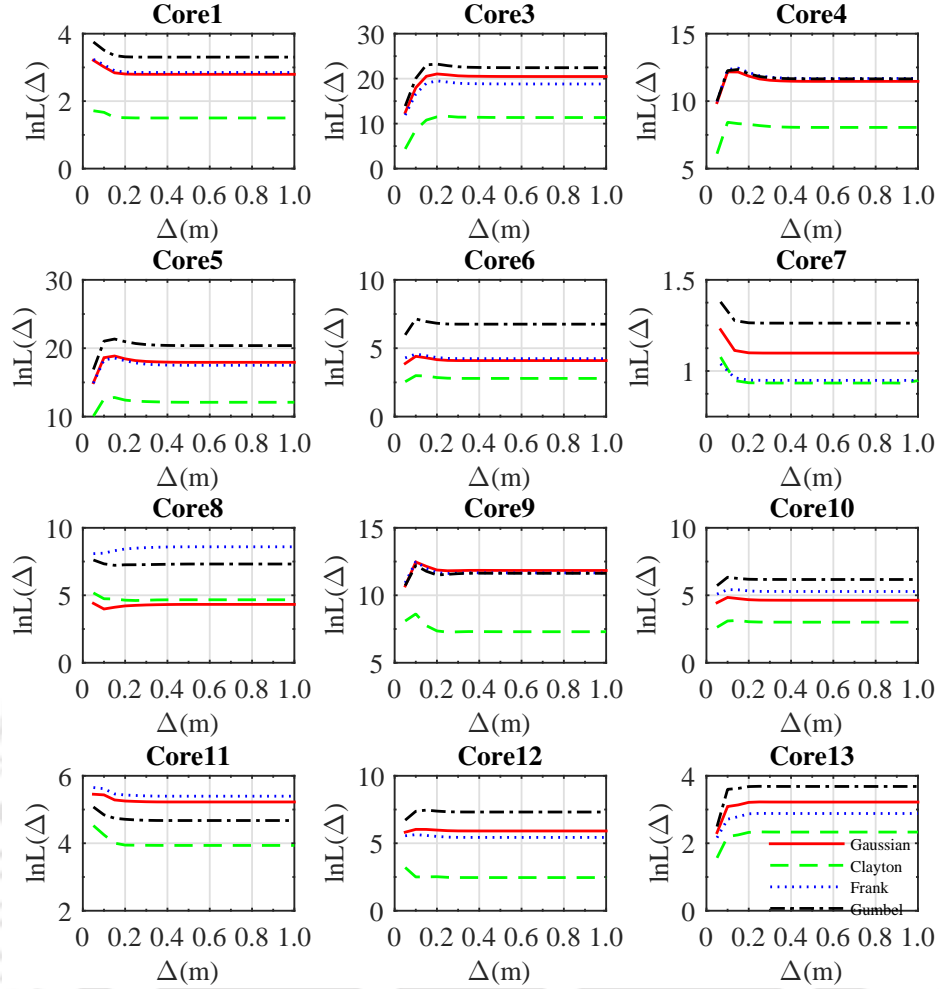 Core1
Core3
Core4
lnL(Δ)
4
2
0
0 0.2 0.4 0.6 0.8 1.0
Δ(m)
lnL(Δ)
30
20
10
0
0 0.2 0.4 0.6 0.8 1.0
Δ(m)
lnL(Δ)
15
10
5
0 0.2 0.4 0.6 0.8 1.0
Δ(m)
Core5
Core6
Core7
lnL(Δ)
30
20
10
0 0.2 0.4 0.6 0.8 1.0
Δ(m)
lnL(Δ)
10
5
0
0 0.2 0.4 0.6 0.8 1.0
Δ(m)
lnL(Δ)
1.5
1
0 0.2 0.4 0.6 0.8 1.0
Δ(m)
Core8
Core9
Core10
lnL(Δ)
10
5
0
0 0.2 0.4 0.6 0.8 1.0
Δ(m)
lnL(Δ)
15
10
5
0 0.2 0.4 0.6 0.8 1.0
Δ(m)
lnL(Δ)
10
5
0
0 0.2 0.4 0.6 0.8 1.0
Δ(m)
Core11
Core12
Core13
lnL(Δ)
6
4
2
0 0.2 0.4 0.6 0.8 1.0
Δ(m)
lnL(Δ)
10
5
0
0 0.2 0.4 0.6 0.8 1.0
Δ(m)
lnL(Δ)
4
2
0
Gaussian
Clayton
Frank
Gumbel
0 0.2 0.4 0.6 0.8 1.0
Δ(m)